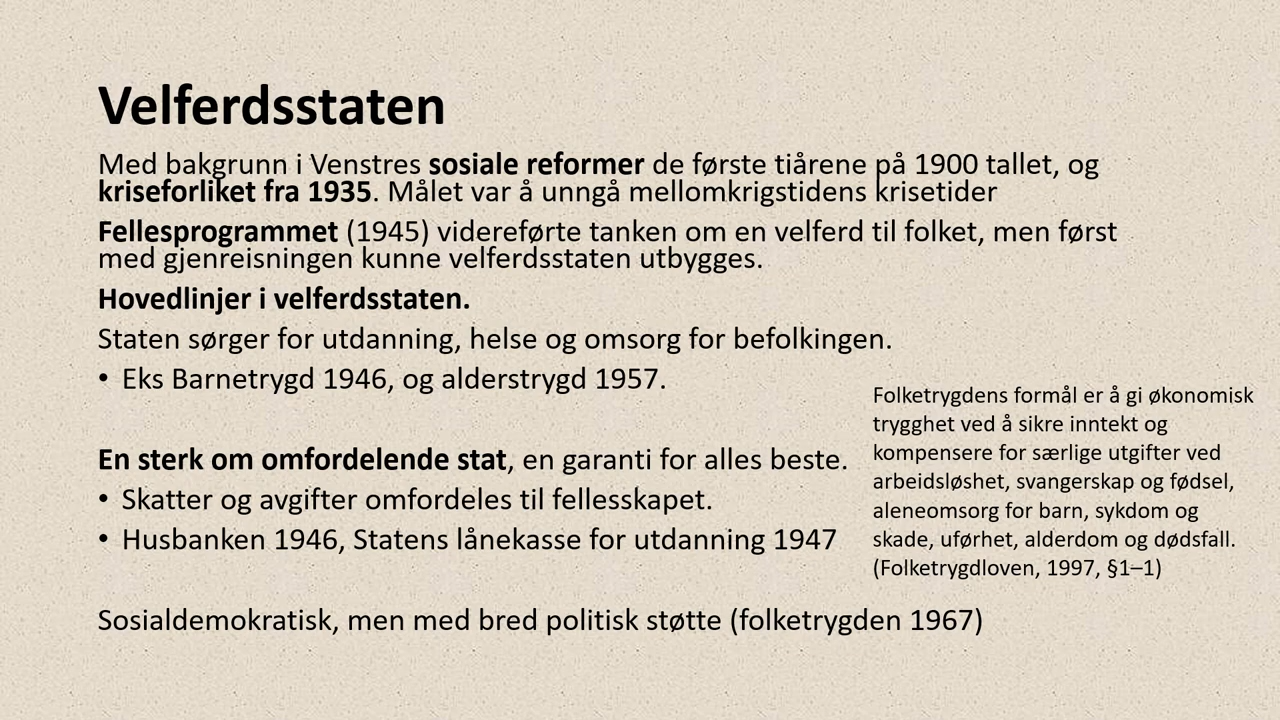 Velferdsstaten
Med bakgrunn i Venstres sosiale reformer de første tiårene på 1900 tallet, og
kriseforliket fra 1935. Målet var å unngå mellomkrigstidens krisetider
Fellesprogrammet (1945) videreførte tanken om en velferd til folket, men først
med gjenreisningen kunne velferdsstaten utbygges.
Hovedlinjer i velferdsstaten.
Staten sørger for utdanning, helse og omsorg for befolkingen.
• Eks Barnetrygd 1946, og alderstrygd 1957.
En sterk om omfordelende stat, en garanti for alles beste.
• Skatter og avgifter omfordeles til fellesskapet.
• Husbanken 1946, Statens lånekasse for utdanning 1947
Folketrygdens formål er å gi økonomisk
trygghet ved å sikre inntekt og
kompensere for særlige utgifter ved
arbeidsløshet, svangerskap og fødsel,
aleneomsorg for barn, sykdom og
skade, uførhet, alderdom og dødsfall.
(Folketrygdloven, 1997, §1–1)
Sosialdemokratisk, men med bred politisk støtte (folketrygden 1967)